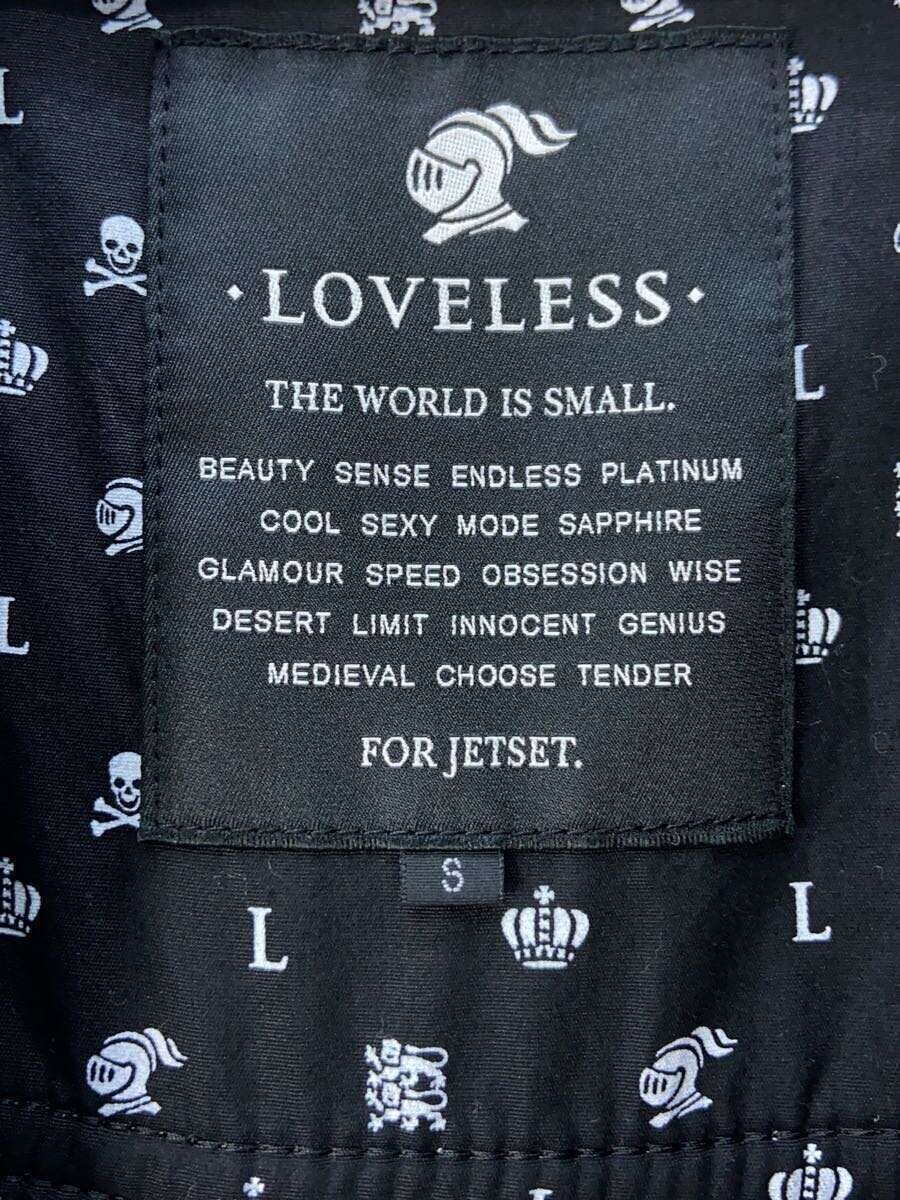 · LOVELESS ·
THE WORLD IS SMALL.
BEAUTY SENSE ENDLESS PLATINUM
COOL SEXY MODE SAPPHIRE
GLAMOUR SPEED OBSESSION WISE
DESERT LIMIT INNOCENT GENIUS
MEDIEVAL CHOOSE TENDER
FOR JETSET.
S
L
L
L
L
L